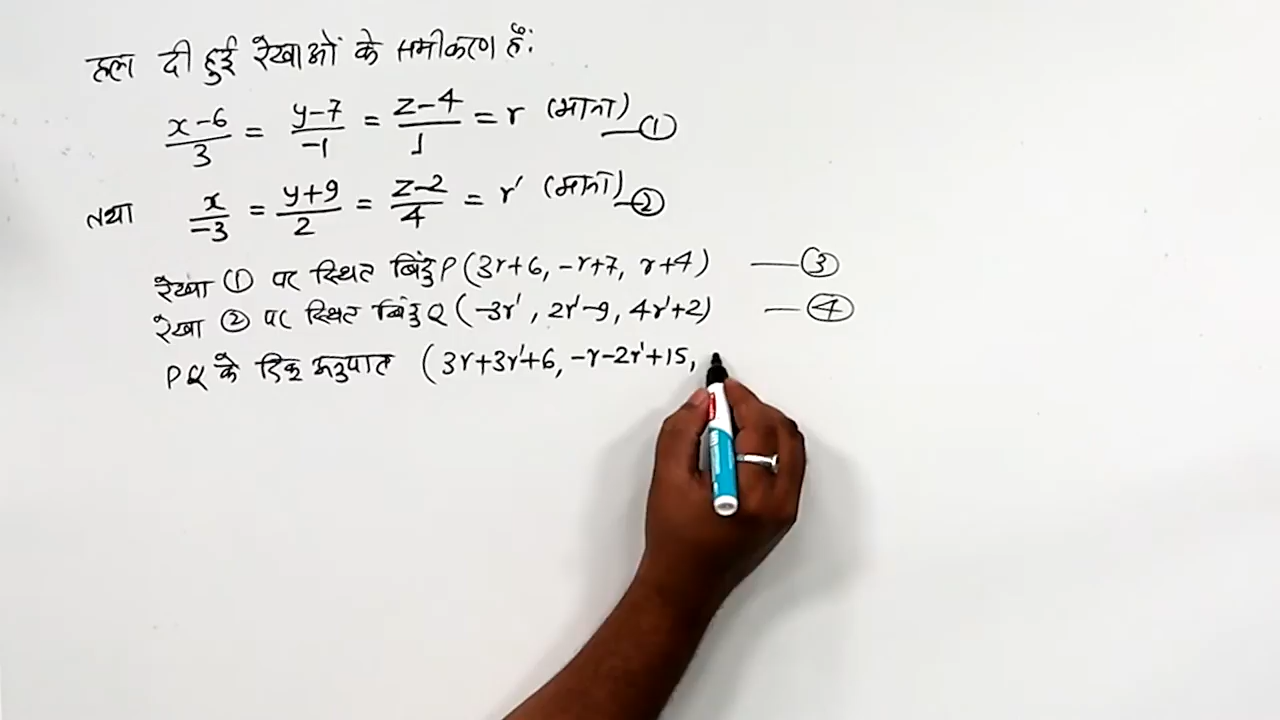 हल दी हुई रेखाओं के समीकरण हैं:
x-6/3 = y-7/-1 = z-4/1 = r (माना) —①
तथा x/-3 = y+9/2 = z-2/4 = r' (माना) —②
रेखा ① पर स्थित बिंदु P (3r+6, -r+7, r+4) —③
रेखा ② पर स्थित बिंदु Q (-3r', 2r'-9, 4r'+2) —④
PQ के दिक् अनुपात (3r+3r'+6, -r-2r'+15,